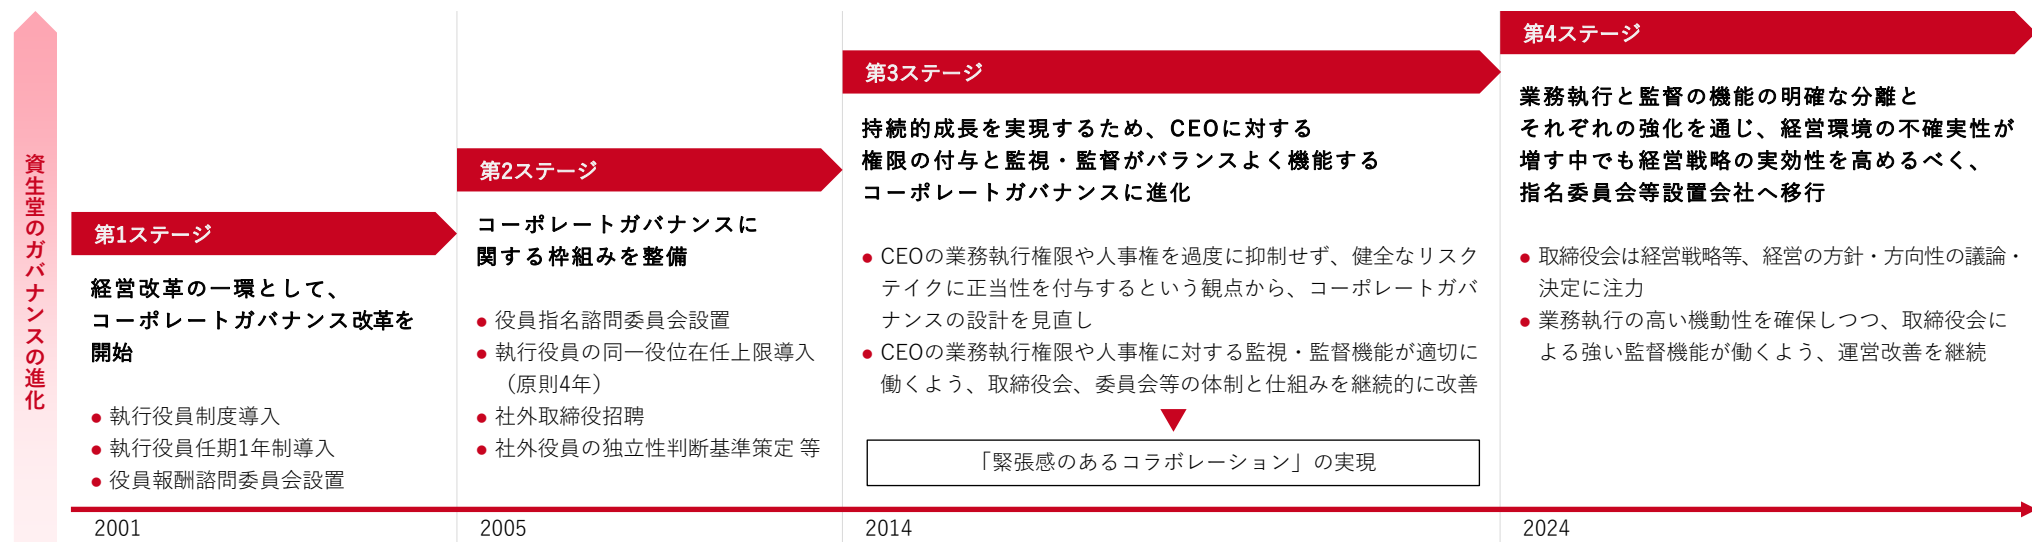 資生堂のガバナンスの進化
第1ステージ
経営改革の一環として、
コーポレートガバナンス改革を
開始
● 執行役員制度導入
● 執行役員任期1年制導入
● 役員報酬諮問委員会設置
2001
第2ステージ
コーポレートガバナンスに
関する枠組みを整備
● 役員指名諮問委員会設置
● 執行役員の同一役位在任上限導入
（原則4年）
● 社外取締役招聘
● 社外役員の独立性判断基準策定 等
2005
第3ステージ
持続的成長を実現するため、CEOに対する
権限の付与と監視・監督がバランスよく機能する
コーポレートガバナンスに進化
● CEOの業務執行権限や人事権を過度に抑制せず、健全なリスク
テイクに正当性を付与するという観点から、コーポレートガバ
ナンスの設計を見直し
● CEOの業務執行権限や人事権に対する監視・監督機能が適切に
働くよう、取締役会、委員会等の体制と仕組みを継続的に改善
「緊張感のあるコラボレーション」の実現
2014
第4ステージ
業務執行と監督の機能の明確な分離と
それぞれの強化を通じ、経営環境の不確実性が
増す中でも経営戦略の実効性を高めるべく、
指名委員会等設置会社へ移行
● 取締役会は経営戦略等、経営の方針・方向性の議論・
決定に注力
● 業務執行の高い機動性を確保しつつ、取締役会に
よる強い監督機能が働くよう、運営改善を継続
2024